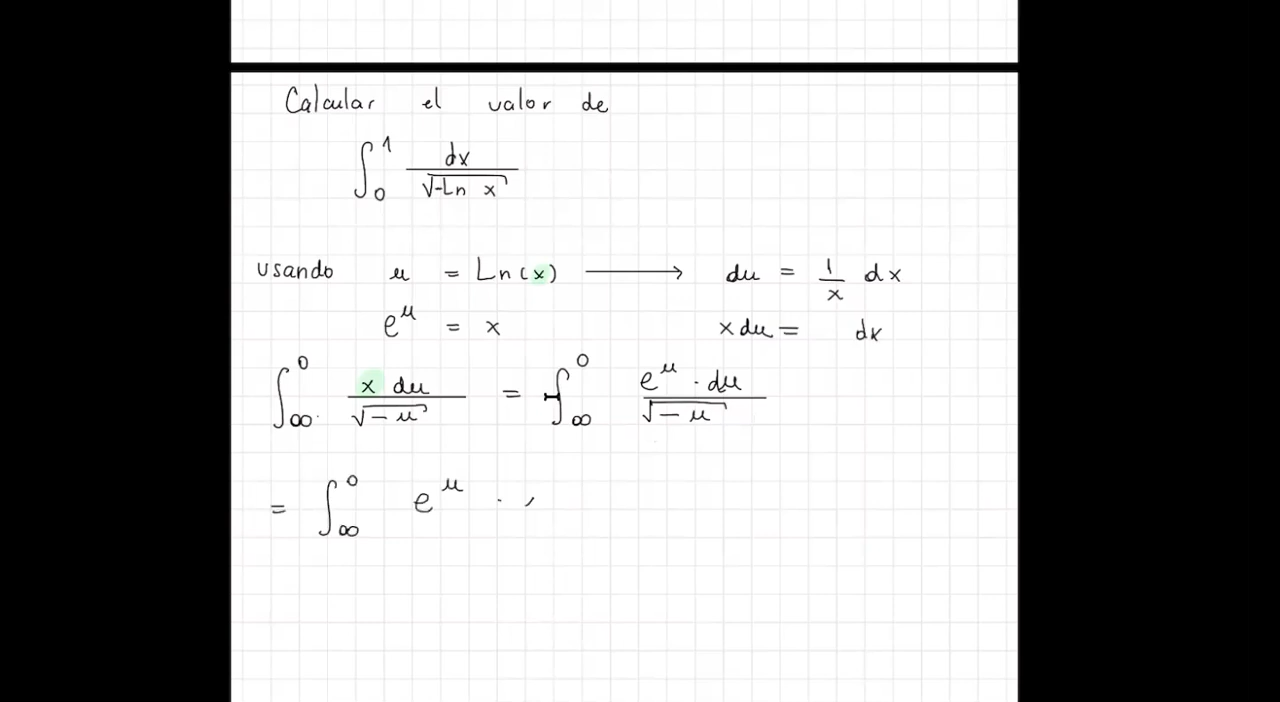 Calcular el valor de
∫₀¹ dx / √(-Ln x)
usando u = Ln(x) ⟶ du = 1/x dx
e^u = x x du = dx
∫_∞^0 x du / √(-u) = ∫_∞^0 e^u · du / √(-u)
= ∫_∞^0 e^u ·